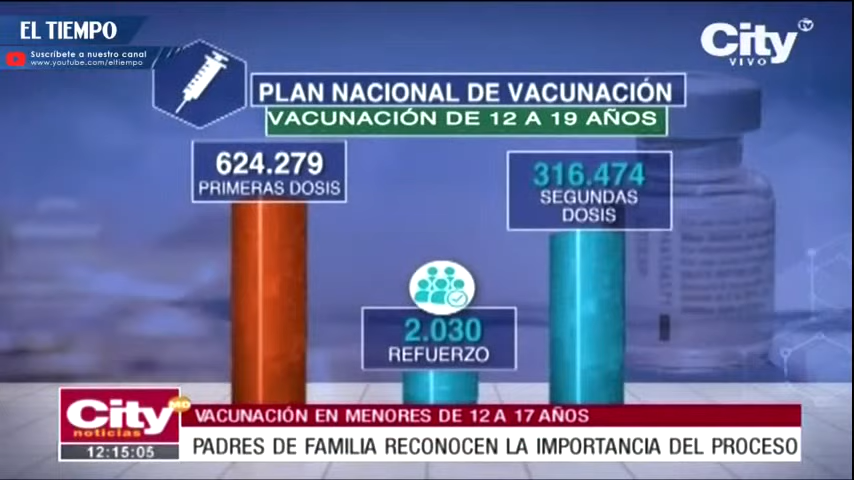 EL TIEMPO
Suscríbete a nuestro canal
www.youtube.com/eltiempo
City tv
VIVO
PLAN NACIONAL DE VACUNACIÓN
VACUNACIÓN DE 12 A 19 AÑOS
624.279
PRIMERAS DOSIS
316.474
SEGUNDAS
DOSIS
2.030
REFUERZO
City MD
noticias
12:15:05
VACUNACIÓN EN MENORES DE 12 A 17 AÑOS
PADRES DE FAMILIA RECONOCEN LA IMPORTANCIA DEL PROCESO